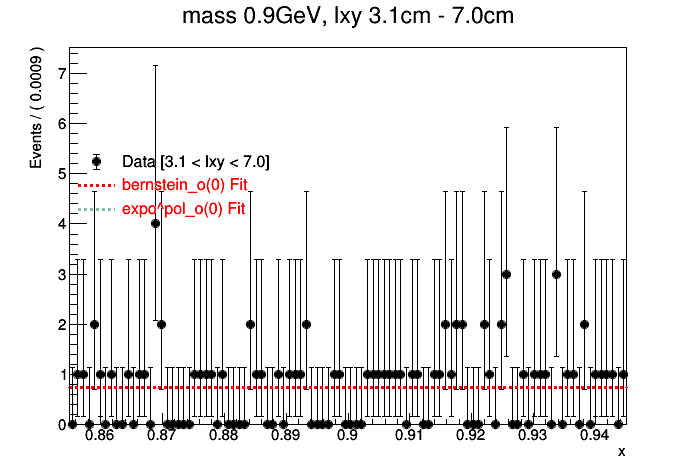 mass 0.9GeV, lxy 3.1cm - 7.0cm
Events / ( 0.0009 )
7
6
5
4
3
2
1
0
Data [3.1 < lxy < 7.0]
bernstein_o(0) Fit
expo^pol_o(0) Fit
0.86 0.87 0.88 0.89 0.9 0.91 0.92 0.93 0.94
x